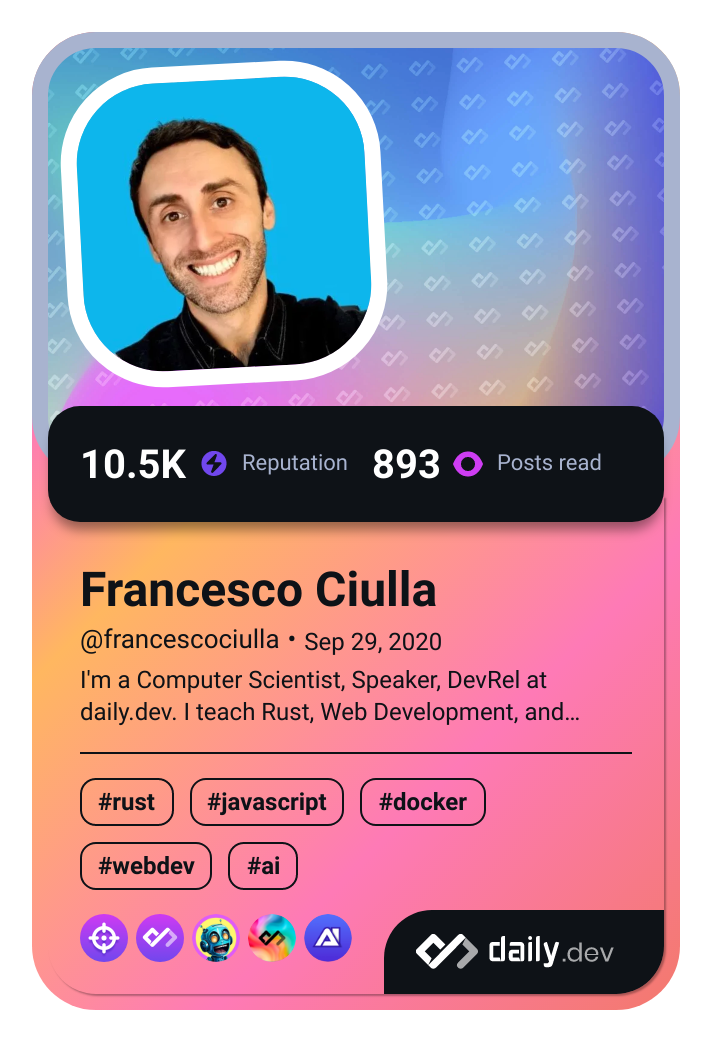 10.5K Reputation 893 Posts read
Francesco Ciulla
@francescociulla • Sep 29, 2020
I'm a Computer Scientist, Speaker, DevRel at
daily.dev. I teach Rust, Web Development, and…
#rust #javascript #docker
#webdev #ai
daily.dev